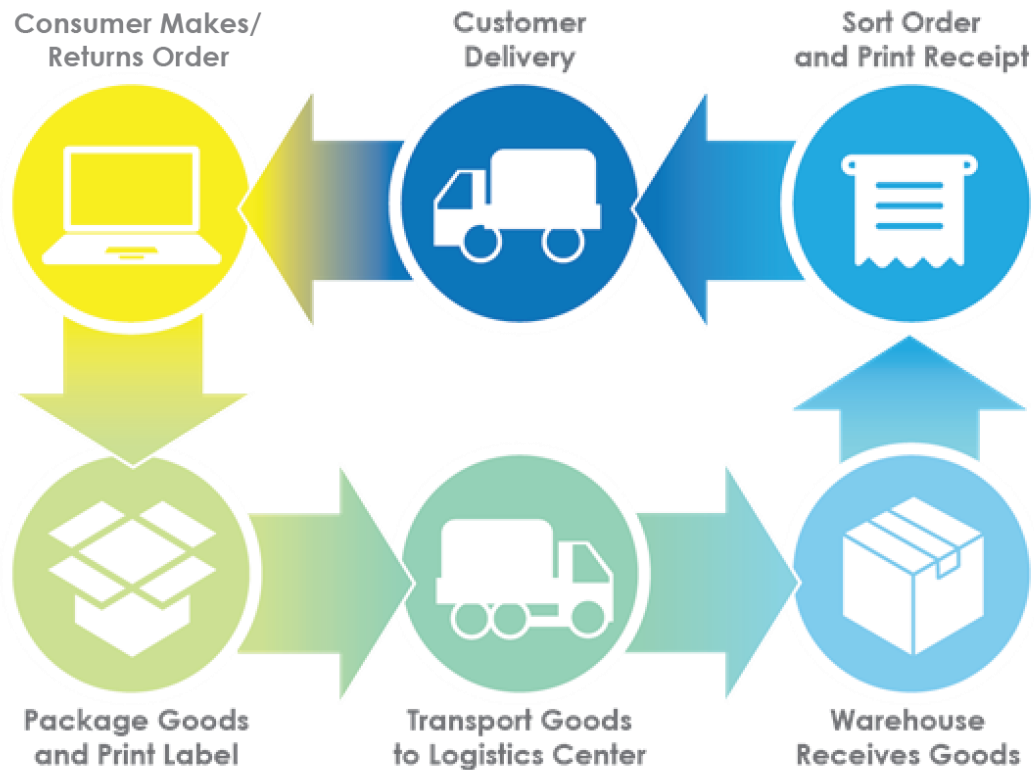 Consumer Makes/
Returns Order
Customer
Delivery
Sort Order
and Print Receipt
Package Goods
and Print Label
Transport Goods
to Logistics Center
Warehouse
Receives Goods